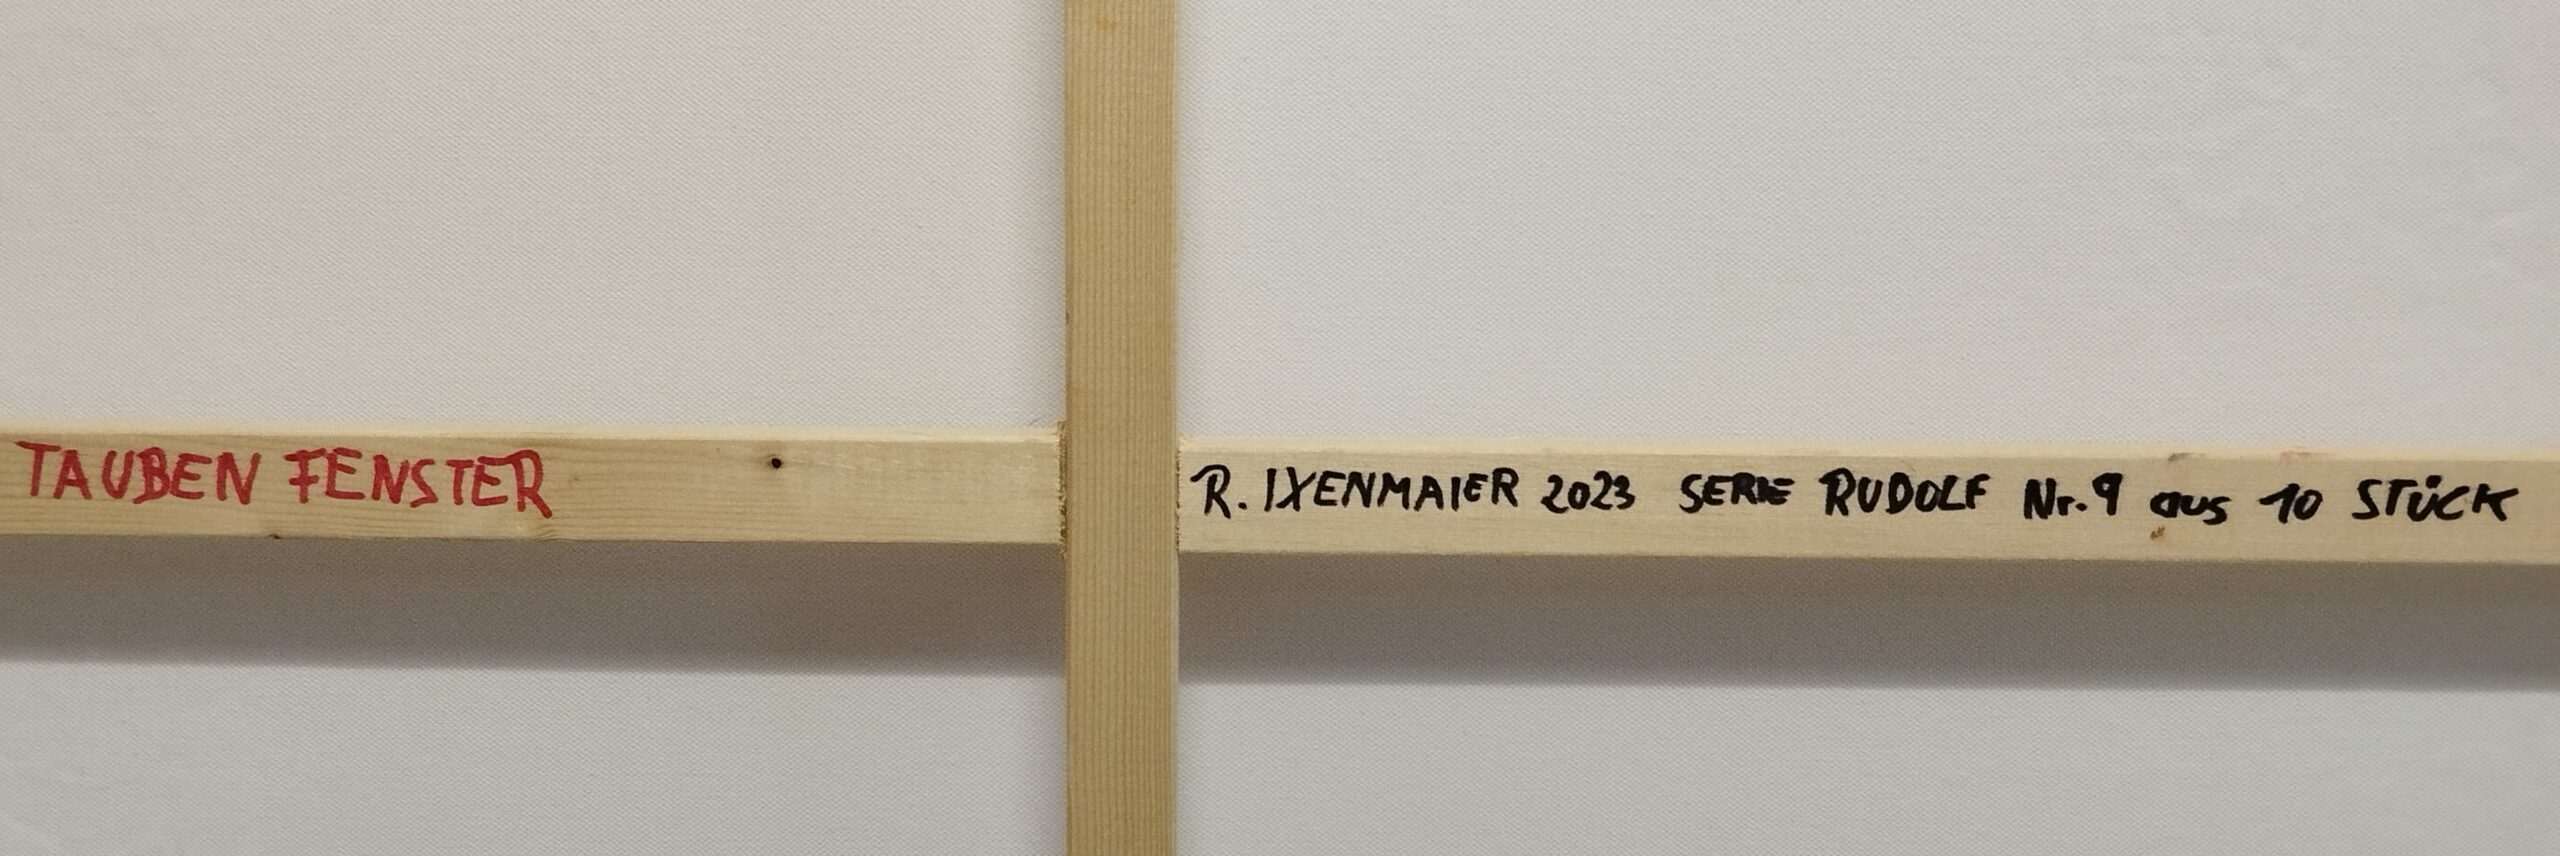 TAUBEN FENSTER
R. IXENMAIER 2023 SERIE RUDOLF Nr. 9 aus 10 STÜCK